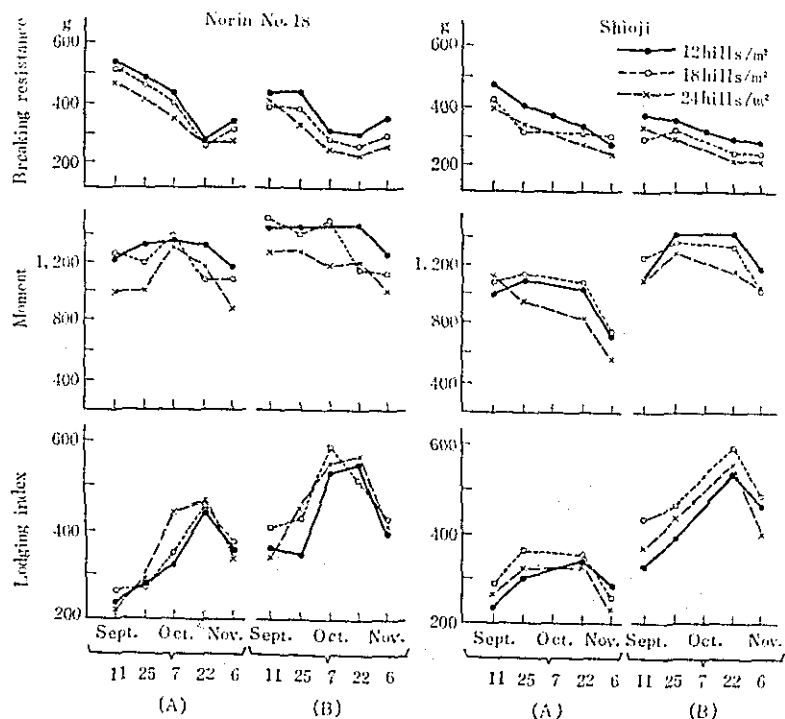 Norin No.18
Shioji
g
g
12hills/m²
18hills/m²
24hills/m²
Breaking resistance
600
400
200
600
400
200
Moment
1,200
800
400
1,200
800
400
Lodging index
600
400
200
600
400
200
Sept. Oct. Nov. Sept. Oct. Nov. Sept. Oct. Nov. Sept. Oct. Nov.
11 25 7 22 6 11 25 7 22 6 11 25 7 22 6 11 25 7 22 6
(A) (B) (A) (B)